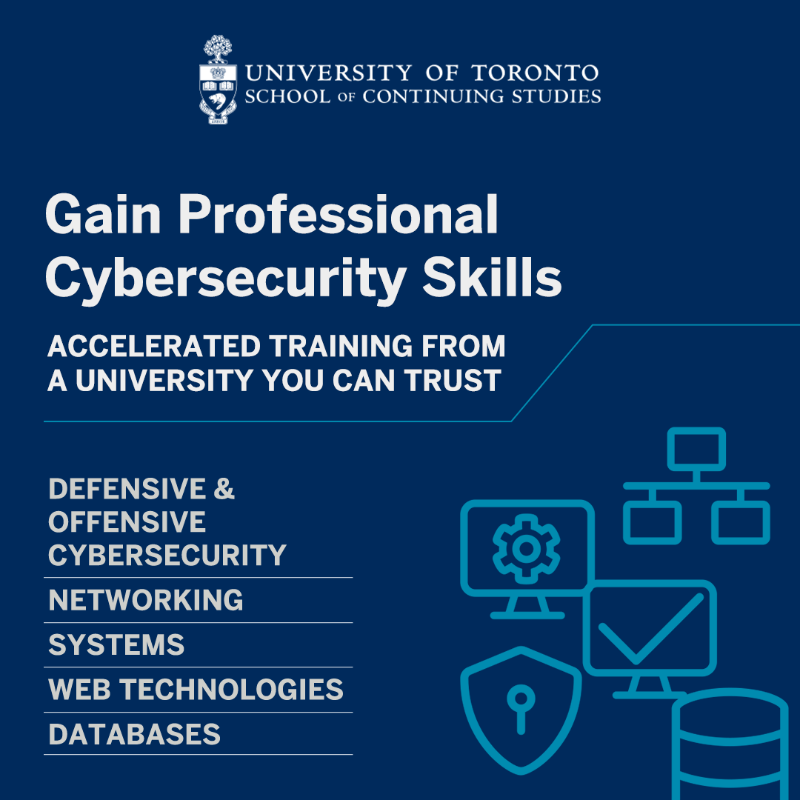 UNIVERSITY OF TORONTO
SCHOOL OF CONTINUING STUDIES
Gain Professional
Cybersecurity Skills
ACCELERATED TRAINING FROM
A UNIVERSITY YOU CAN TRUST
DEFENSIVE &
OFFENSIVE
CYBERSECURITY
NETWORKING
SYSTEMS
WEB TECHNOLOGIES
DATABASES